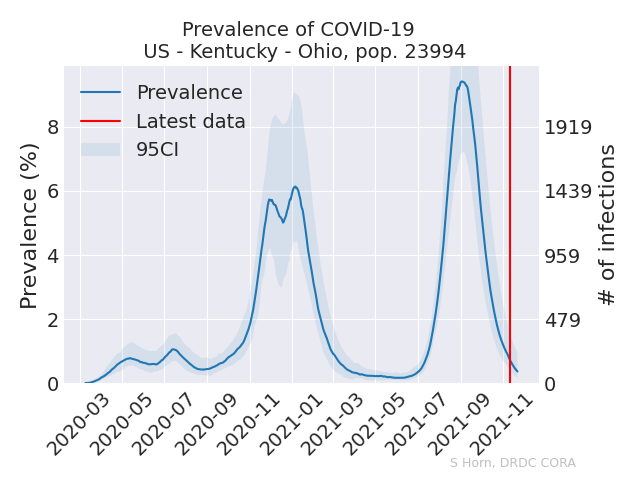 Prevalence of COVID-19
US - Kentucky - Ohio, pop. 23994
Prevalence
Latest data
95CI
Prevalence (%)
8
6
4
2
0
1919
1439
959
479
0
# of infections
2020-03
2020-05
2020-07
2020-09
2020-11
2021-01
2021-03
2021-05
2021-07
2021-09
2021-11
S Horn, DRDC CORA